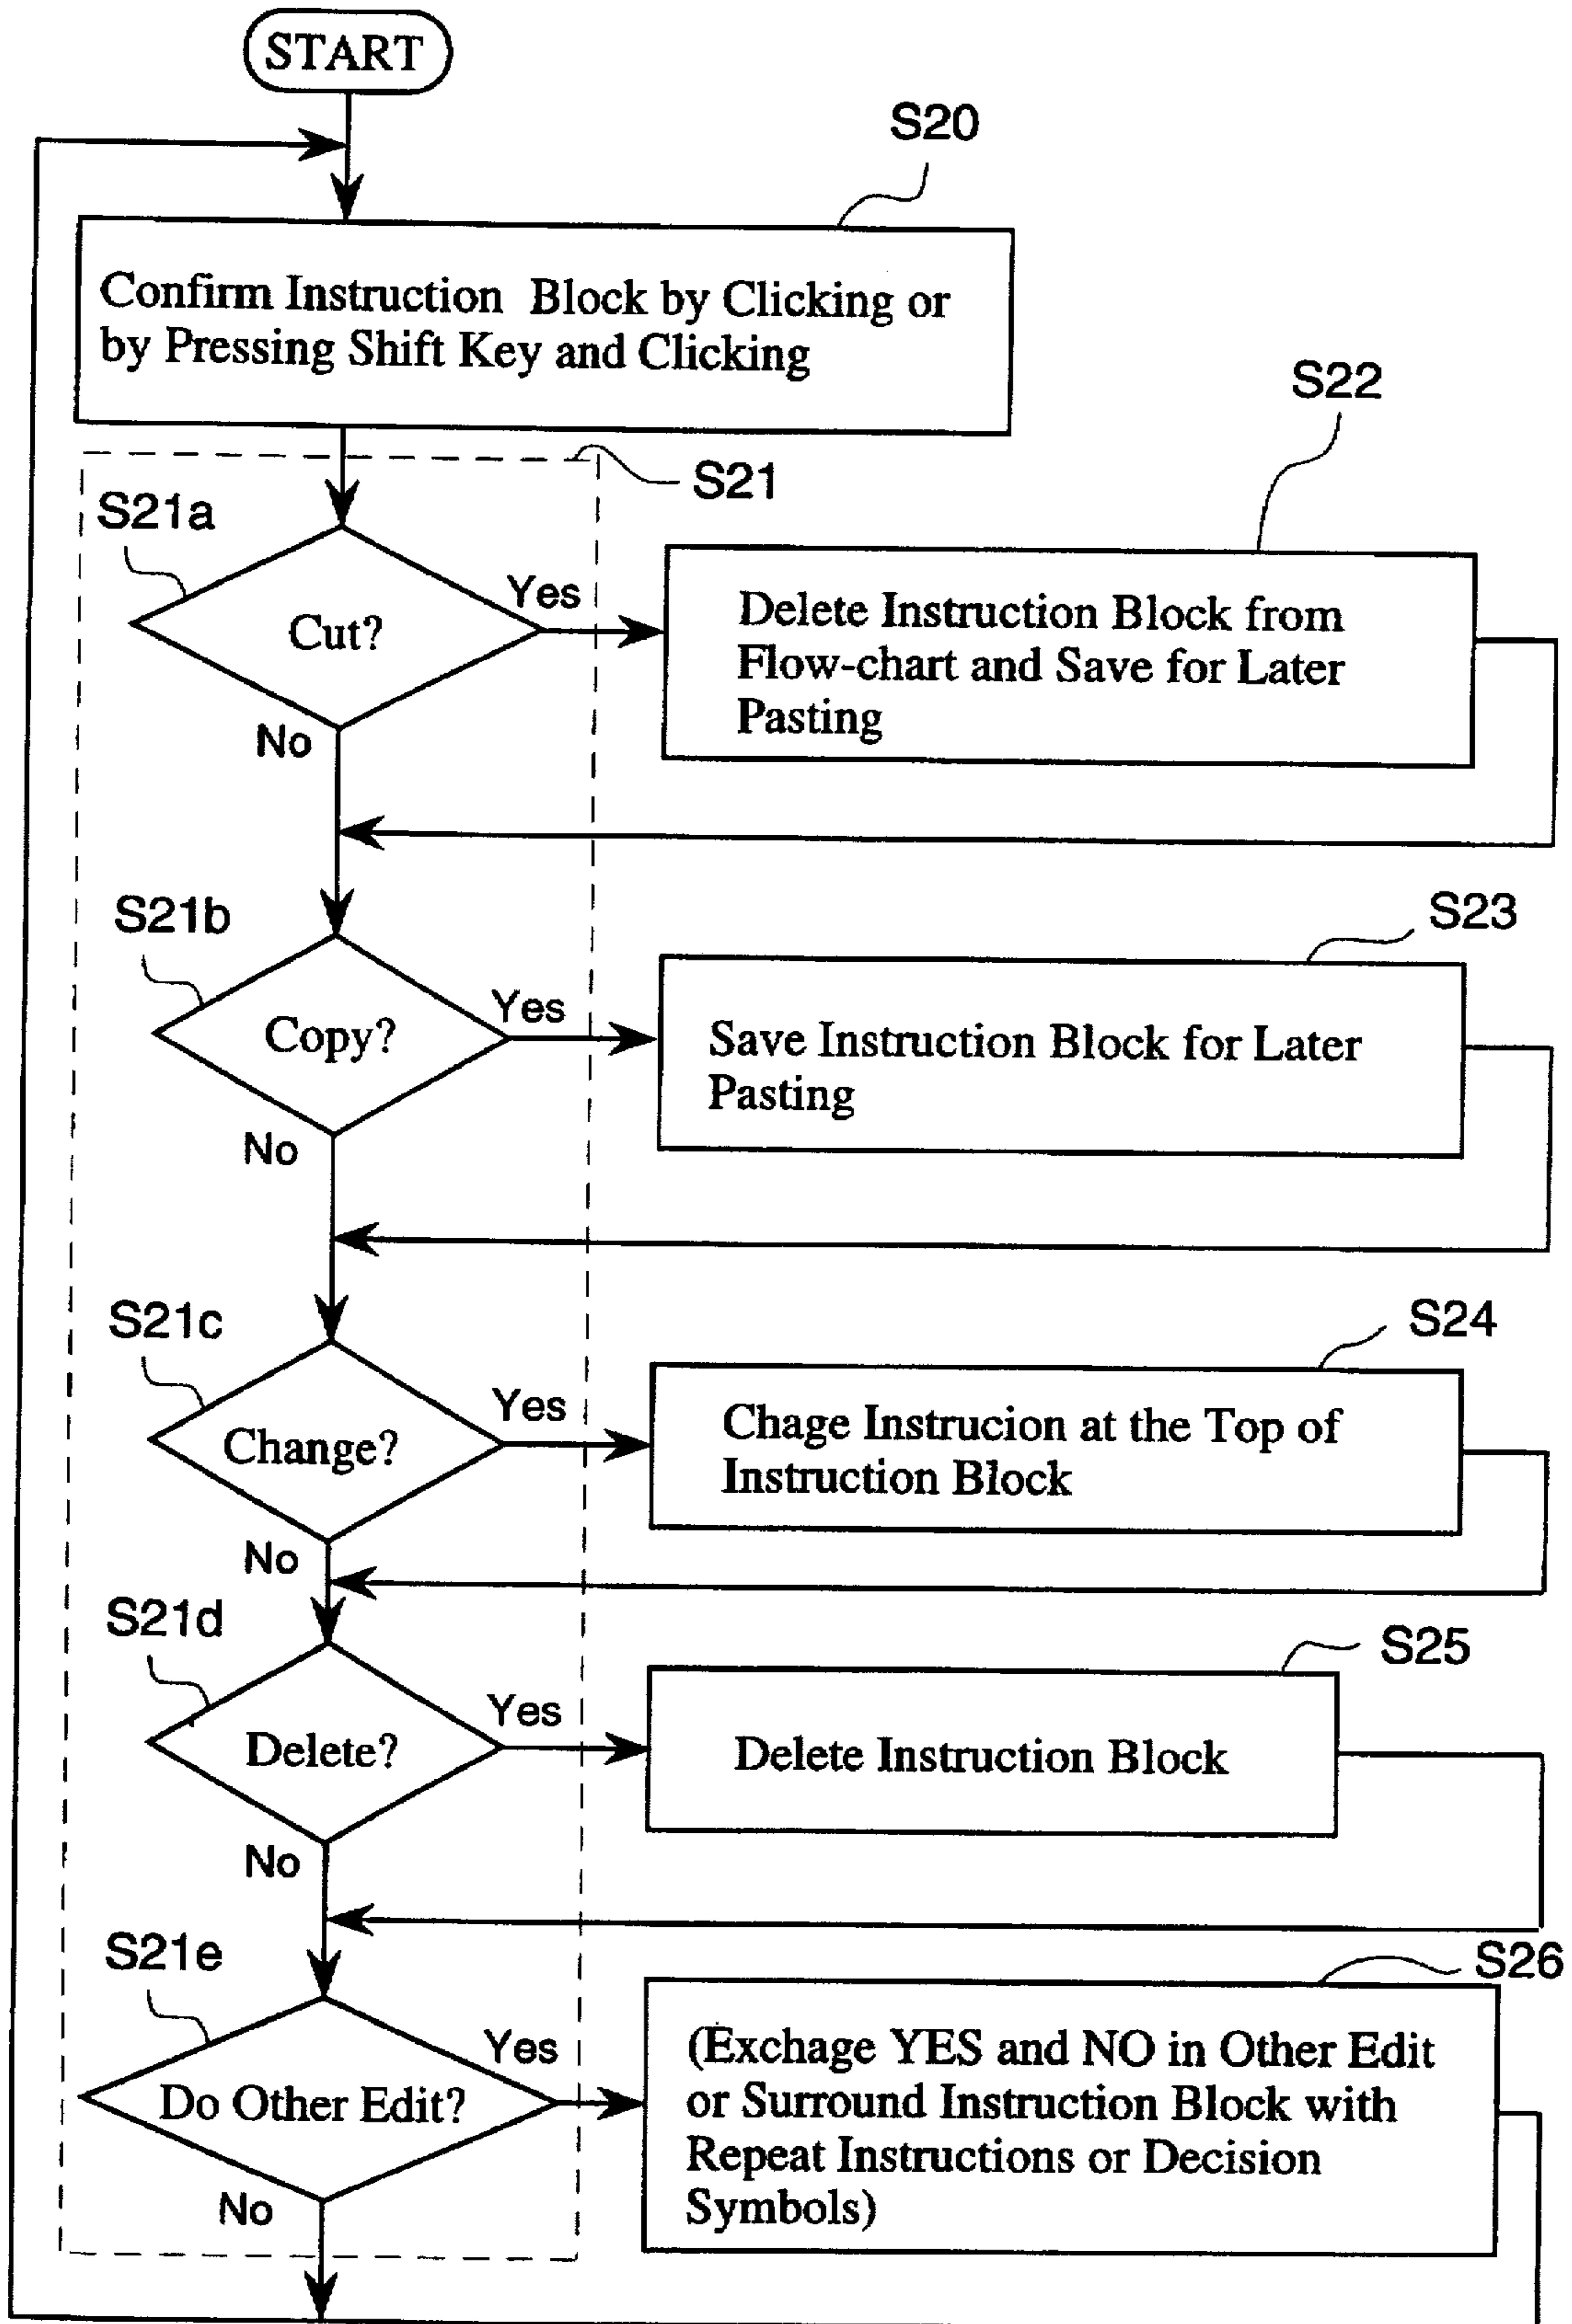 START
S20
Confirm Instruction Block by Clicking or
by Pressing Shift Key and Clicking
S22
S21
S21a
Yes
Cut?
Delete Instruction Block from
Flow-chart and Save for Later
Pasting
No
S21b
S23
Yes
Copy?
Save Instruction Block for Later
Pasting
No
S21c
S24
Yes
Change?
Chage Instrucion at the Top of
Instruction Block
No
S21d
S25
Yes
Delete?
Delete Instruction Block
No
S21e
S26
Yes
Do Other Edit?
(Exchage YES and NO in Other Edit
or Surround Instruction Block with
Repeat Instructions or Decision
Symbols)
No